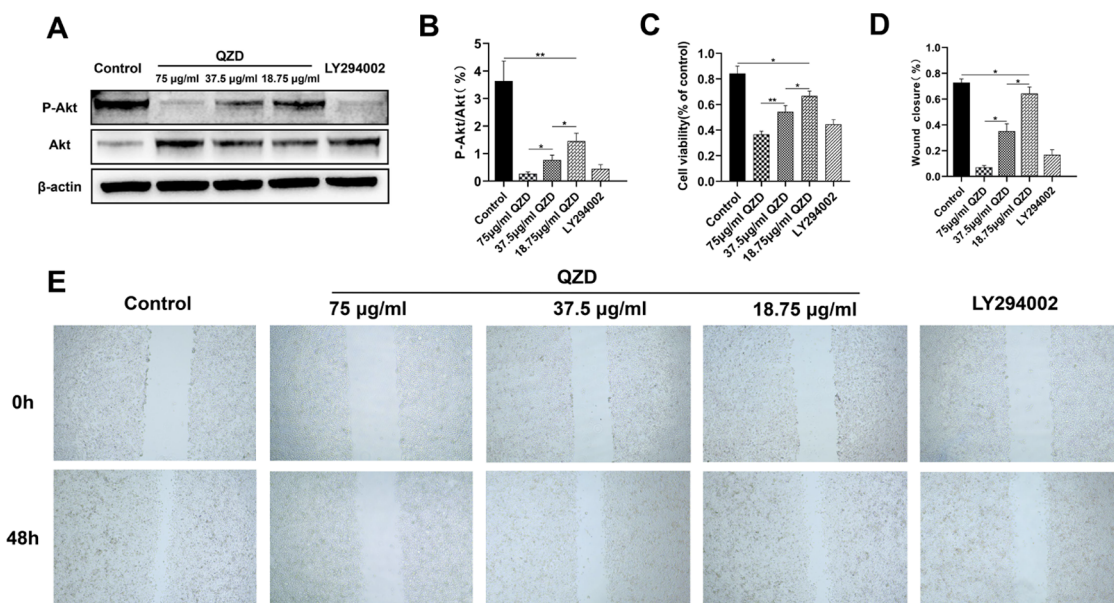 A
QZD
Control
75 μg/ml 37.5 μg/ml 18.75 μg/ml
LY294002
P-Akt
Akt
β-actin
B
P-Akt/Akt ( % )
5
4
3
2
1
0
**
*
*
Control
75μg/ml QZD
37.5μg/ml QZD
18.75μg/ml QZD
LY294002
C
Cell viability(% of control)
1.0
0.8
0.6
0.4
0.2
0.0
*
**
*
Control
75μg/ml QZD
37.5μg/ml QZD
18.75μg/ml QZD
LY294002
D
Wound closure( % )
1.0
0.8
0.6
0.4
0.2
0.0
*
*
*
Control
75μg/ml QZD
37.5μg/ml QZD
18.75μg/ml QZD
LY294002
E
QZD
Control
75 μg/ml 37.5 μg/ml 18.75 μg/ml
LY294002
0h
48h